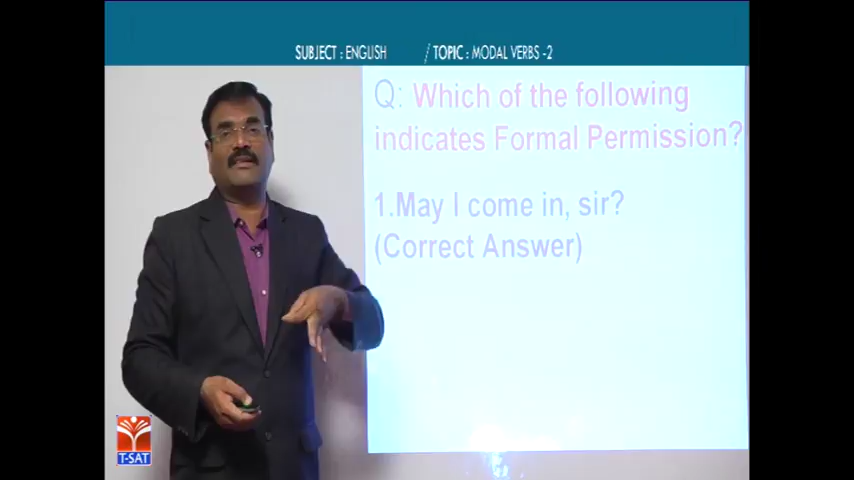 SUBJECT : ENGLISH / TOPIC : MODAL VERBS -2
Q: Which of the following
indicates Formal Permission?
1.May I come in, sir?
(Correct Answer)
T-SAT